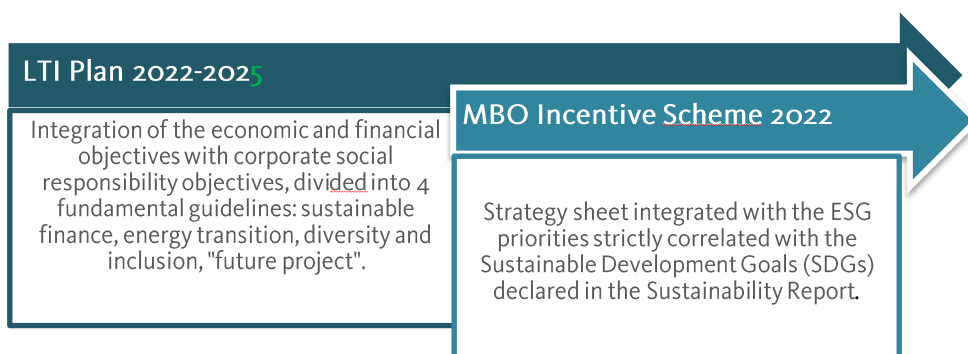 LTI Plan 2022-2025
Integration of the economic and financial
objectives with corporate social
responsibility objectives, divided into 4
fundamental guidelines: sustainable
finance, energy transition, diversity and
inclusion, "future project".
MBO Incentive Scheme 2022
Strategy sheet integrated with the ESG
priorities strictly correlated with the
Sustainable Development Goals (SDGs)
declared in the Sustainability Report.